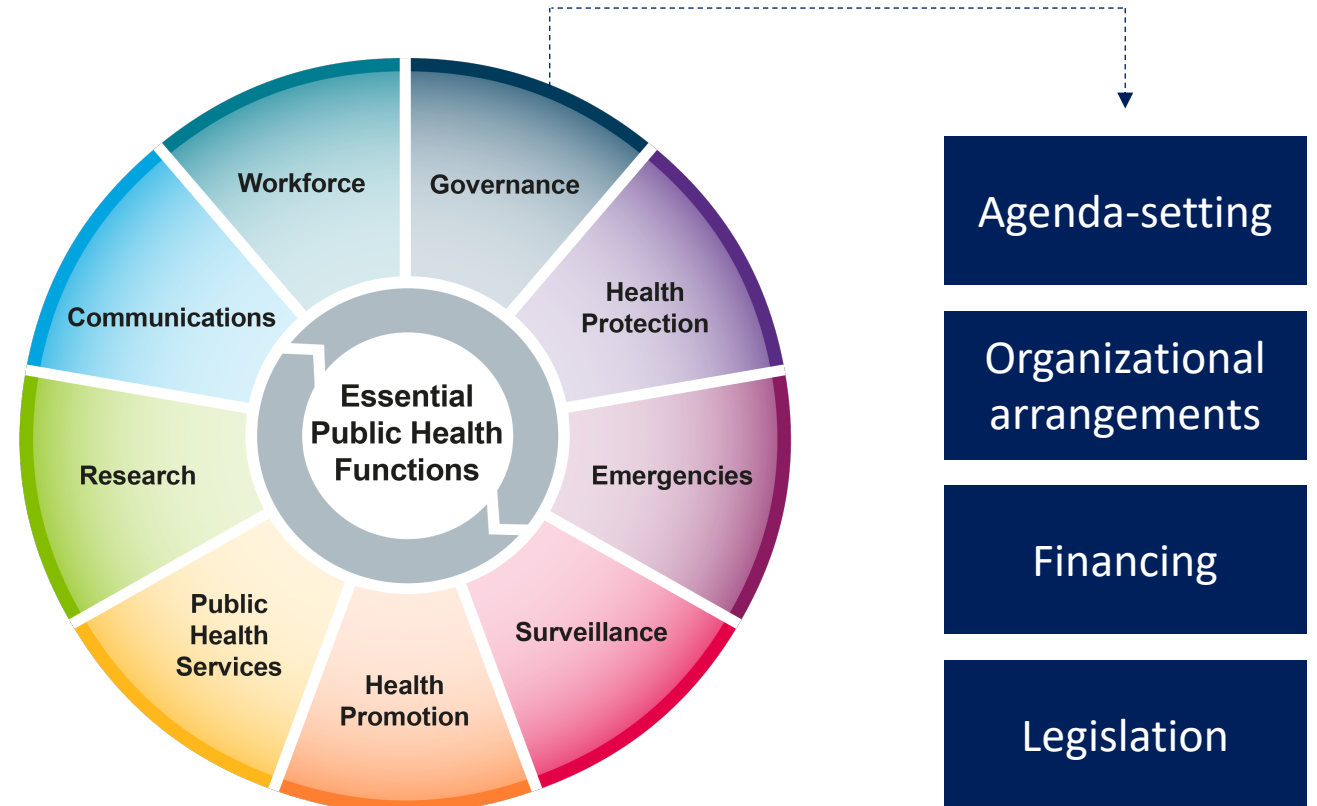 Workforce
Governance
Health
Protection
Emergencies
Surveillance
Health
Promotion
Public
Health
Services
Research
Communications
Essential
Public Health
Functions
Agenda-setting
Organizational
arrangements
Financing
Legislation